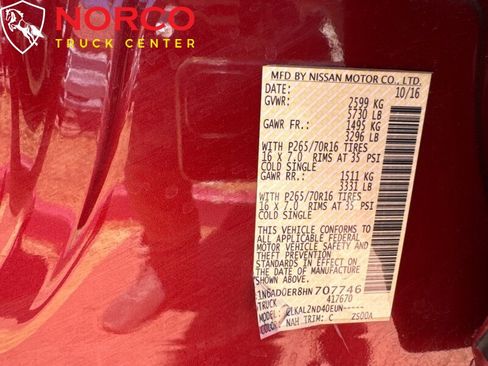 NORCO
TRUCK CENTER
MFD BY NISSAN MOTOR CO., LTD.
DATE: 10/16
GVWR: 2599 KG
5730 LB
GAWR FR.: 1495 KG
3296 LB
WITH P265/70R16 TIRES
16 X 7.0 RIMS AT 35 PSI
COLD SINGLE
GAWR RR.: 1511 KG
3331 LB
WITH P265/70R16 TIRES
16 X 7.0 RIMS AT 35 PSI
COLD SINGLE
THIS VEHICLE CONFORMS TO
ALL APPLICABLE FEDERAL
MOTOR VEHICLE SAFETY AND
THEFT PREVENTION
STANDARDS IN EFFECT ON THE
DATE OF MANUFACTURE
SHOWN ABOVE.
1N6AD0ER8HN707746
TRUCK 417670
MODEL: KAL2ND40EUN-----
COLOR: NAH TRIM: C 2S00A